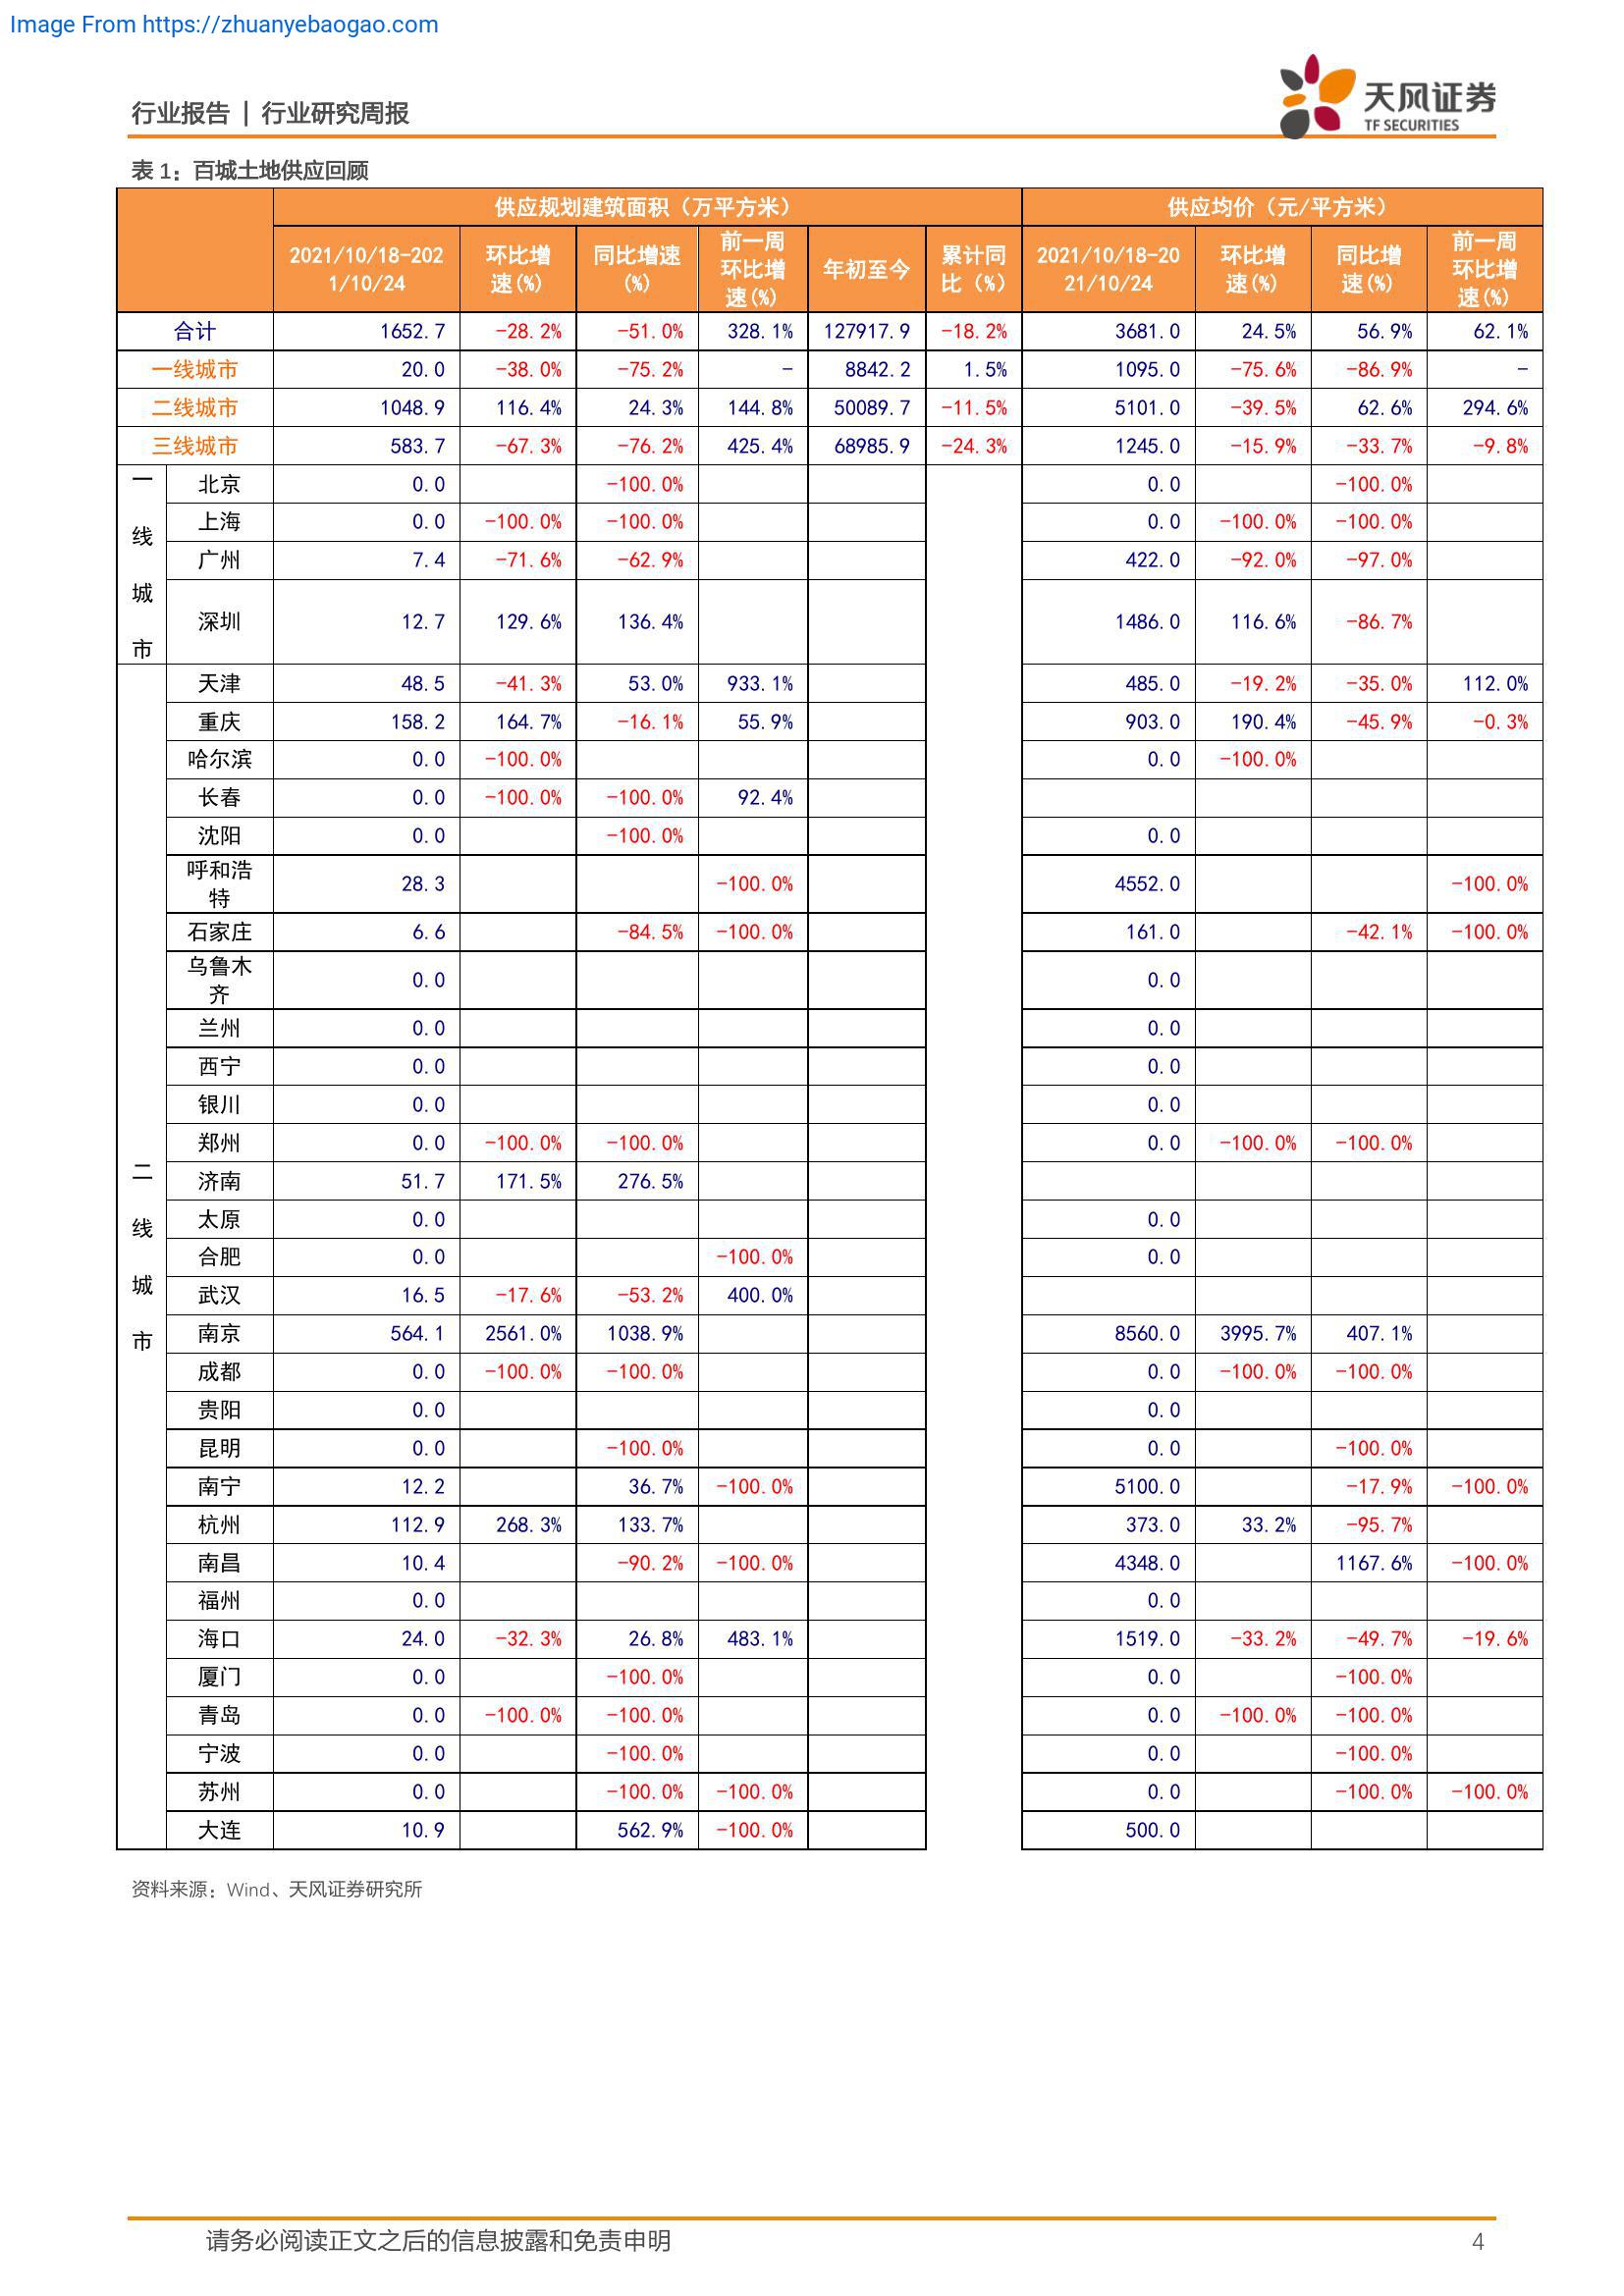 Image From https://zhuanyebaogao.com
天风证券
TF SECURITIES
行业报告 | 行业研究周报
表 1：百城土地供应回顾
供应规划建筑面积（万平方米） 供应均价（元/平方米）
2021/10/18-2021/10/24 环比增速(%) 同比增速(%) 前一周环比增速(%) 年初至今 累计同比（%） 2021/10/18-2021/10/24 环比增速(%) 同比增速(%) 前一周环比增速(%)
合计 1652.7 -28.2% -51.0% 328.1% 127917.9 -18.2% 3681.0 24.5% 56.9% 62.1%
一线城市 20.0 -38.0% -75.2% - 8842.2 1.5% 1095.0 -75.6% -86.9% -
二线城市 1048.9 116.4% 24.3% 144.8% 50089.7 -11.5% 5101.0 -39.5% 62.6% 294.6%
三线城市 583.7 -67.3% -76.2% 425.4% 68985.9 -24.3% 1245.0 -15.9% -33.7% -9.8%
一线城市
北京 0.0 -100.0% 0.0 -100.0%
上海 0.0 -100.0% -100.0% 0.0 -100.0% -100.0%
广州 7.4 -71.6% -62.9% 422.0 -92.0% -97.0%
深圳 12.7 129.6% 136.4% 1486.0 116.6% -86.7%
二线城市
天津 48.5 -41.3% 53.0% 933.1% 485.0 -19.2% -35.0% 112.0%
重庆 158.2 164.7% -16.1% 55.9% 903.0 190.4% -45.9% -0.3%
哈尔滨 0.0 -100.0% 0.0 -100.0%
长春 0.0 -100.0% -100.0% 92.4%
沈阳 0.0 -100.0% 0.0
呼和浩特 28.3 -100.0% 4552.0 -100.0%
石家庄 6.6 -84.5% -100.0% 161.0 -42.1% -100.0%
乌鲁木齐 0.0 0.0
兰州 0.0 0.0
西宁 0.0 0.0
银川 0.0 0.0
郑州 0.0 -100.0% -100.0% 0.0 -100.0% -100.0%
济南 51.7 171.5% 276.5%
太原 0.0 0.0
合肥 0.0 -100.0% 0.0
武汉 16.5 -17.6% -53.2% 400.0%
南京 564.1 2561.0% 1038.9% 8560.0 3995.7% 407.1%
成都 0.0 -100.0% -100.0% 0.0 -100.0% -100.0%
贵阳 0.0 0.0
昆明 0.0 -100.0% 0.0 -100.0%
南宁 12.2 36.7% -100.0% 5100.0 -17.9% -100.0%
杭州 112.9 268.3% 133.7% 373.0 33.2% -95.7%
南昌 10.4 -90.2% -100.0% 4348.0 1167.6% -100.0%
福州 0.0 0.0
海口 24.0 -32.3% 26.8% 483.1% 1519.0 -33.2% -49.7% -19.6%
厦门 0.0 -100.0% 0.0 -100.0%
青岛 0.0 -100.0% -100.0% 0.0 -100.0% -100.0%
宁波 0.0 -100.0% 0.0 -100.0%
苏州 0.0 -100.0% -100.0% 0.0 -100.0% -100.0%
大连 10.9 562.9% -100.0% 500.0
资料来源：Wind、天风证券研究所
请务必阅读正文之后的信息披露和免责申明 4